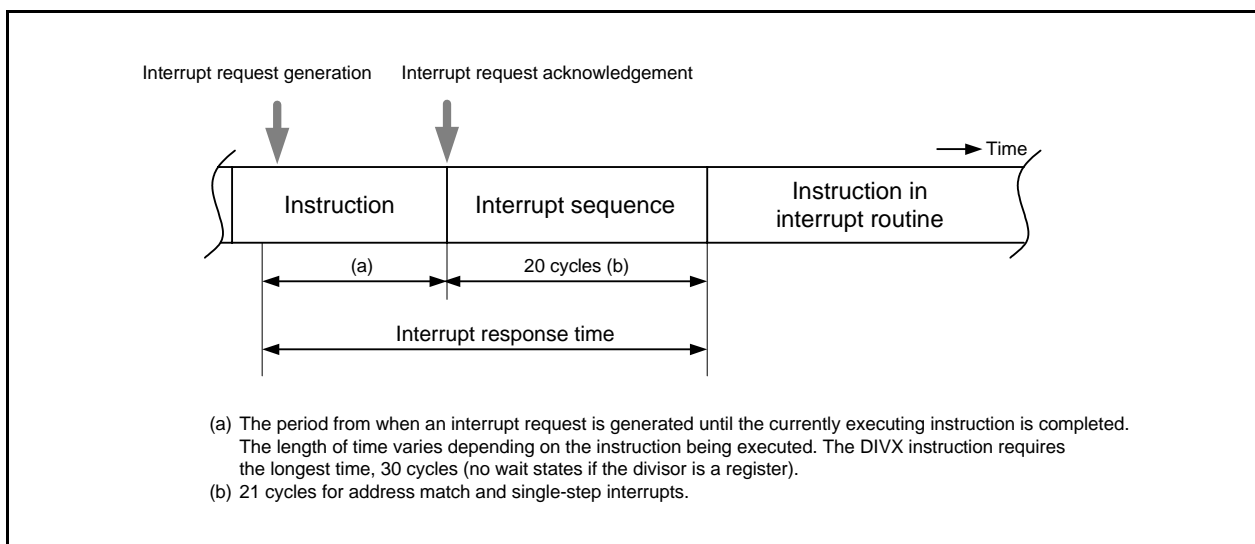 Interrupt request generation
Interrupt request acknowledgement
Time
Instruction
Interrupt sequence
Instruction in
interrupt routine
(a)
20 cycles (b)
Interrupt response time
(a) The period from when an interrupt request is generated until the currently executing instruction is completed.
The length of time varies depending on the instruction being executed. The DIVX instruction requires
the longest time, 30 cycles (no wait states if the divisor is a register).
(b) 21 cycles for address match and single-step interrupts.